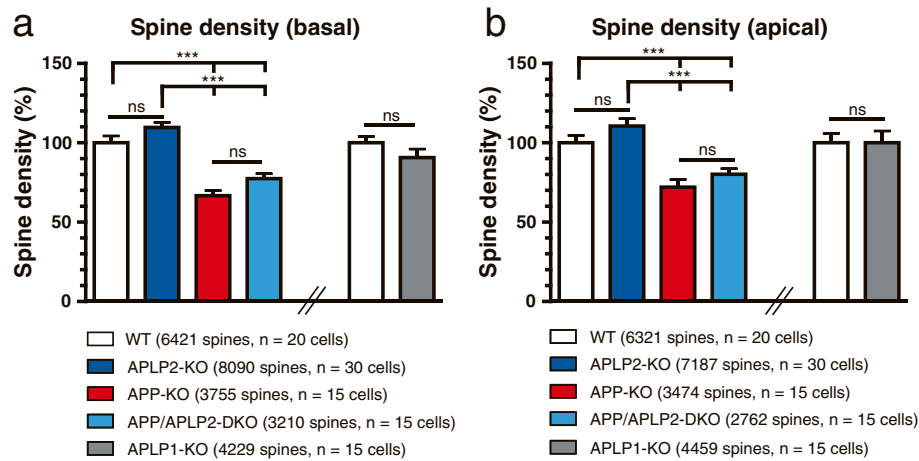 a
Spine density (basal)
Spine density (%)
150
100
50
0
***
***
ns
ns
ns
WT (6421 spines, n = 20 cells)
APLP2-KO (8090 spines, n = 30 cells)
APP-KO (3755 spines, n = 15 cells)
APP/APLP2-DKO (3210 spines, n = 15 cells)
APLP1-KO (4229 spines, n = 15 cells)
b
Spine density (apical)
Spine density (%)
150
100
50
0
***
***
ns
ns
ns
WT (6321 spines, n = 20 cells)
APLP2-KO (7187 spines, n = 30 cells)
APP-KO (3474 spines, n = 15 cells)
APP/APLP2-DKO (2762 spines, n = 15 cells)
APLP1-KO (4459 spines, n = 15 cells)